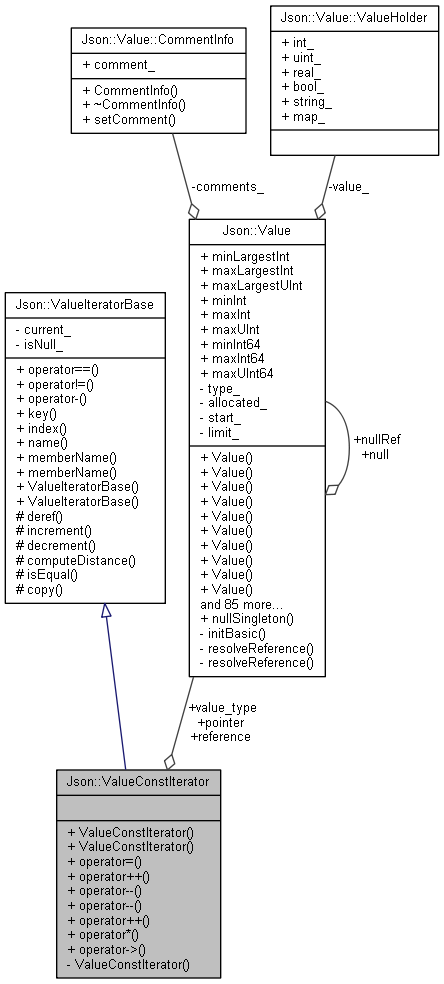 Json::Value::CommentInfo
+ comment_
+ CommentInfo()
+ ~CommentInfo()
+ setComment()
Json::Value::ValueHolder
+ int_
+ uint_
+ real_
+ bool_
+ string_
+ map_
-comments_
-value_
Json::Value
+ minLargestInt
+ maxLargestInt
+ maxLargestUInt
+ minInt
+ maxInt
+ maxUInt
+ minInt64
+ maxInt64
+ maxUInt64
- type_
- allocated_
- start_
- limit_
+ Value()
+ Value()
+ Value()
+ Value()
+ Value()
+ Value()
+ Value()
+ Value()
+ Value()
+ Value()
and 85 more...
+ nullSingleton()
- initBasic()
- resolveReference()
- resolveReference()
+nullRef
+null
Json::ValueIteratorBase
- current_
- isNull_
+ operator==()
+ operator!=()
+ operator-()
+ key()
+ index()
+ name()
+ memberName()
+ memberName()
+ ValueIteratorBase()
+ ValueIteratorBase()
# deref()
# increment()
# decrement()
# computeDistance()
# isEqual()
# copy()
+value_type
+pointer
+reference
Json::ValueConstIterator
+ ValueConstIterator()
+ ValueConstIterator()
+ operator=()
+ operator++()
+ operator--()
+ operator--()
+ operator++()
+ operator*()
+ operator->()
- ValueConstIterator()